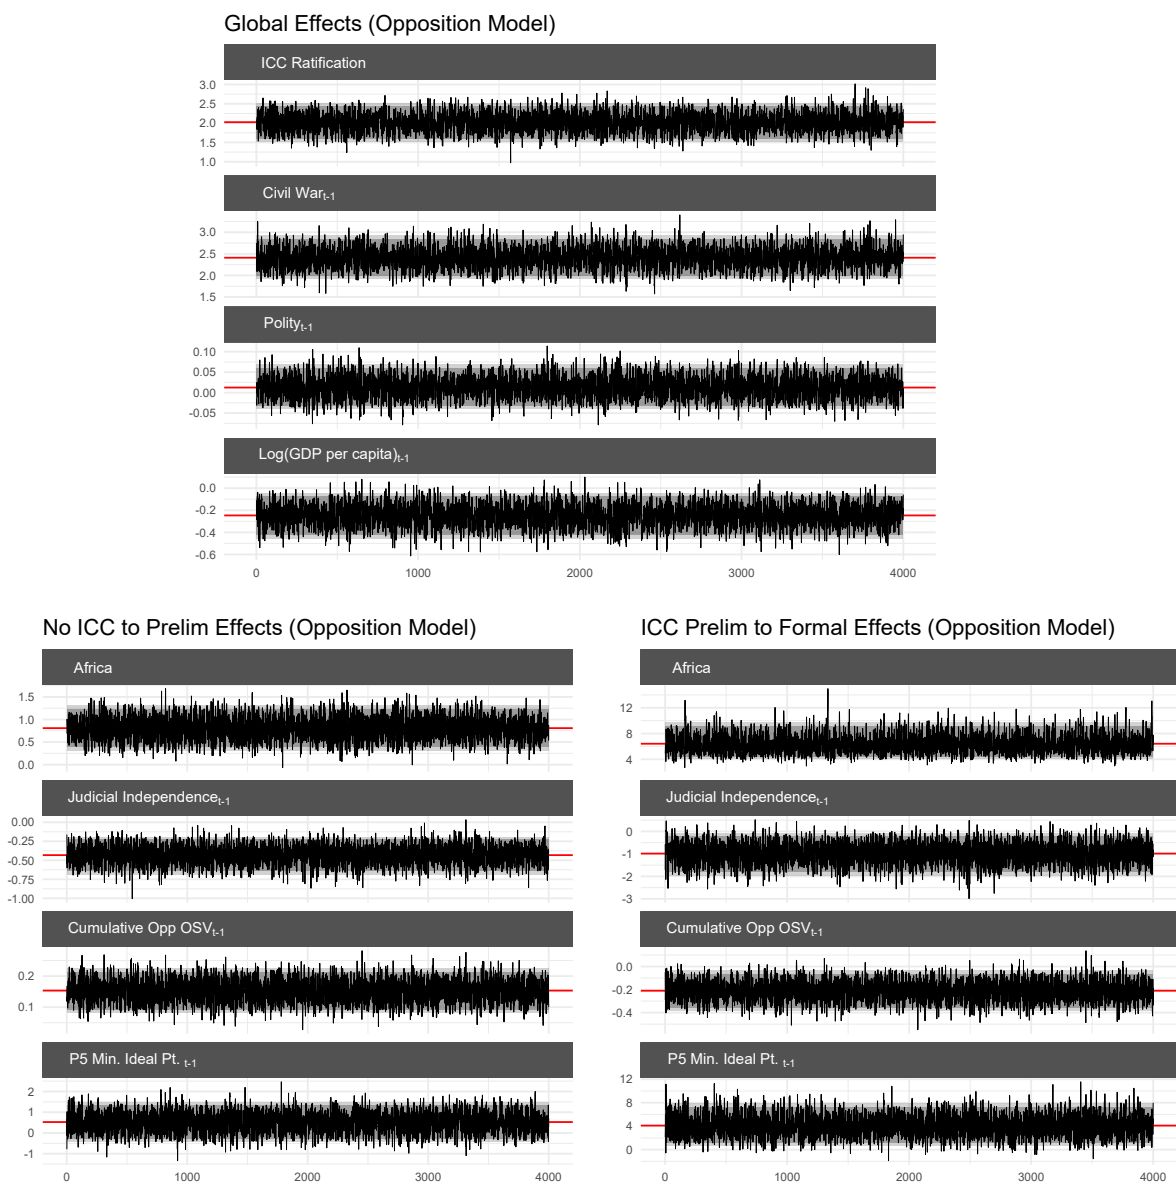 Global Effects (Opposition Model)
ICC Ratification
3.0
2.5
2.0
1.5
1.0
Civil Wart-1
3.0
2.5
2.0
1.5
Polityt-1
0.10
0.05
0.00
-0.05
Log(GDP per capita)t-1
0.0
-0.2
-0.4
-0.6
0 1000 2000 3000 4000
No ICC to Prelim Effects (Opposition Model)
Africa
1.5
1.0
0.5
0.0
Judicial Independencet-1
0.00
-0.25
-0.50
-0.75
-1.00
Cumulative Opp OSVt-1
0.2
0.1
P5 Min. Ideal Pt. t-1
2
1
0
-1
0 1000 2000 3000 4000
ICC Prelim to Formal Effects (Opposition Model)
Africa
12
8
4
Judicial Independencet-1
0
-1
-2
-3
Cumulative Opp OSVt-1
0.0
-0.2
-0.4
P5 Min. Ideal Pt. t-1
12
8
4
0
0 1000 2000 3000 4000